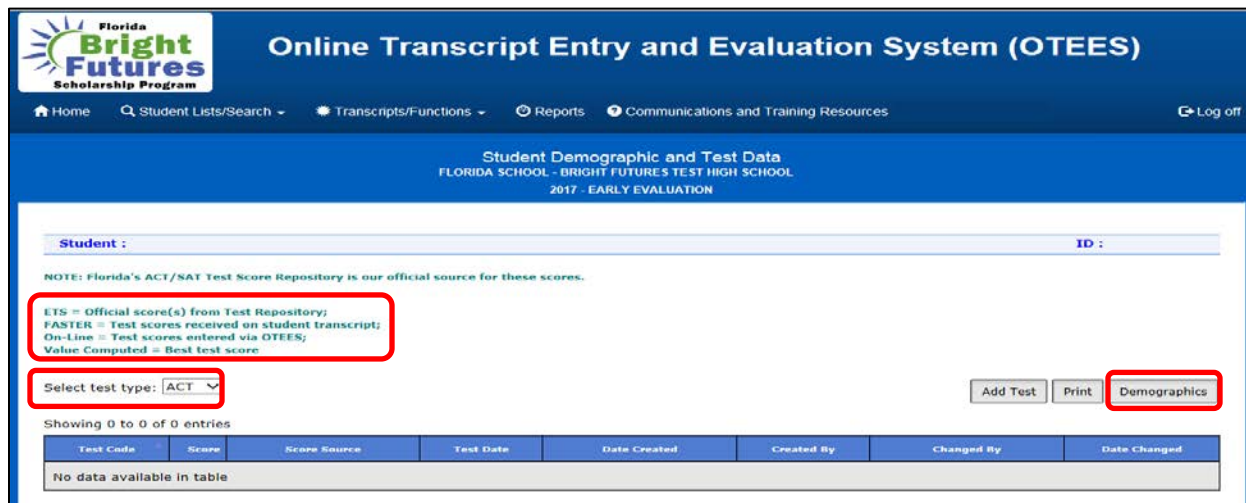 Florida
Bright
Futures
Scholarship Program
Online Transcript Entry and Evaluation System (OTEES)
Home Student Lists/Search Transcripts/Functions Reports Communications and Training Resources Log off
Student Demographic and Test Data
FLORIDA SCHOOL - BRIGHT FUTURES TEST HIGH SCHOOL
2017 - EARLY EVALUATION
Student : ID :
NOTE: Florida's ACT/SAT Test Score Repository is our official source for these scores.
ETS = Official score(s) from Test Repository;
FASTER = Test scores received on student transcript;
On-Line = Test scores entered via OTEES;
Value Computed = Best test score
Select test type: ACT Add Test Print Demographics
Showing 0 to 0 of 0 entries
Test Code Score Score Source Test Date Date Created Created By Changed By Date Changed
No data available in table